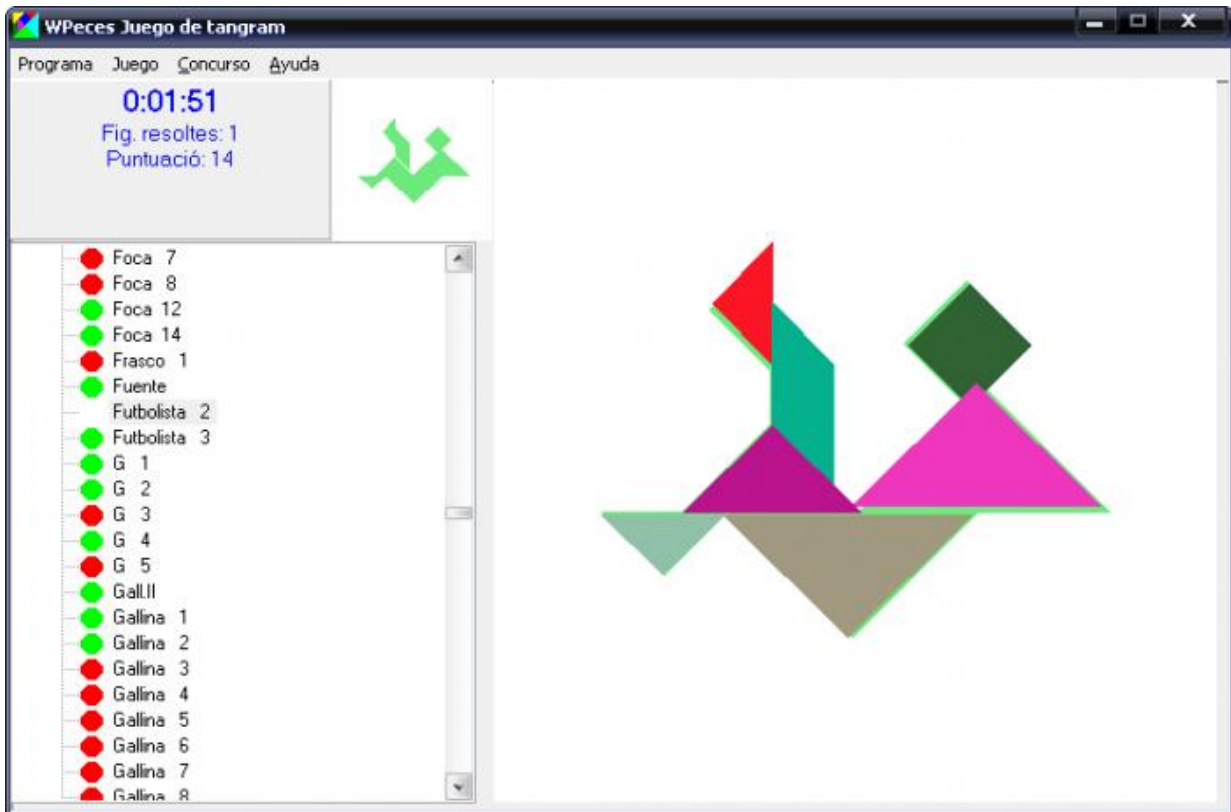 WPeces Juego de tangram
Programa Juego Concurso Ayuda
0:01:51
Fig. resoltes: 1
Puntuació: 14
Foca 7
Foca 8
Foca 12
Foca 14
Frasco 1
Fuente
Futbolista 2
Futbolista 3
G 1
G 2
G 3
G 4
G 5
Gall.II
Gallina 1
Gallina 2
Gallina 3
Gallina 4
Gallina 5
Gallina 6
Gallina 7
Gallina 8